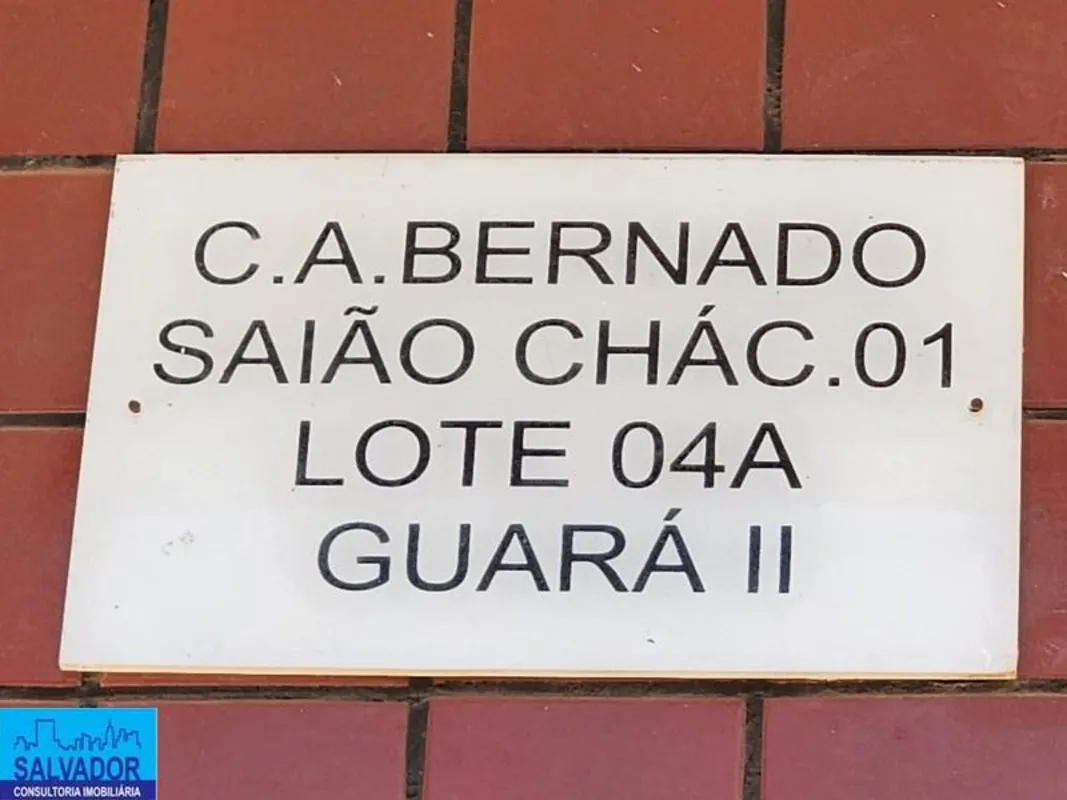 C.A.BERNADO
SAIÃO CHÁC.01
LOTE 04A
GUARÁ II
SALVADOR
CONSULTORIA IMOBILIÁRIA